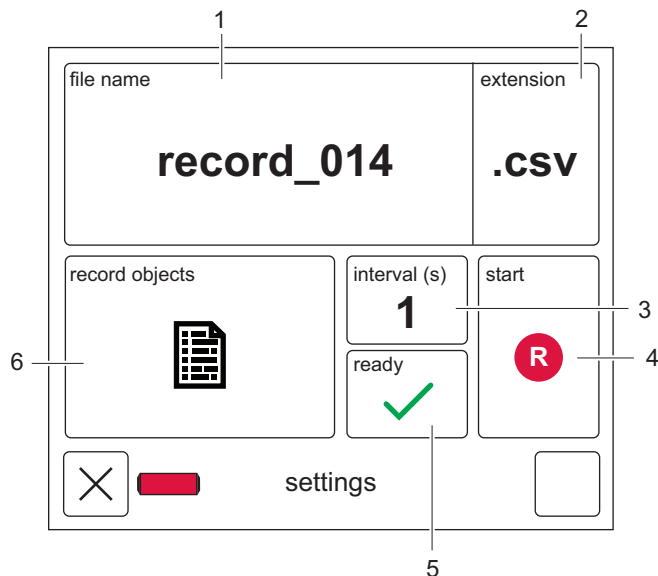 1
2
file name
extension
record_014
.csv
record objects
interval (s)
start
1
3
ready
R
4
6
settings
5